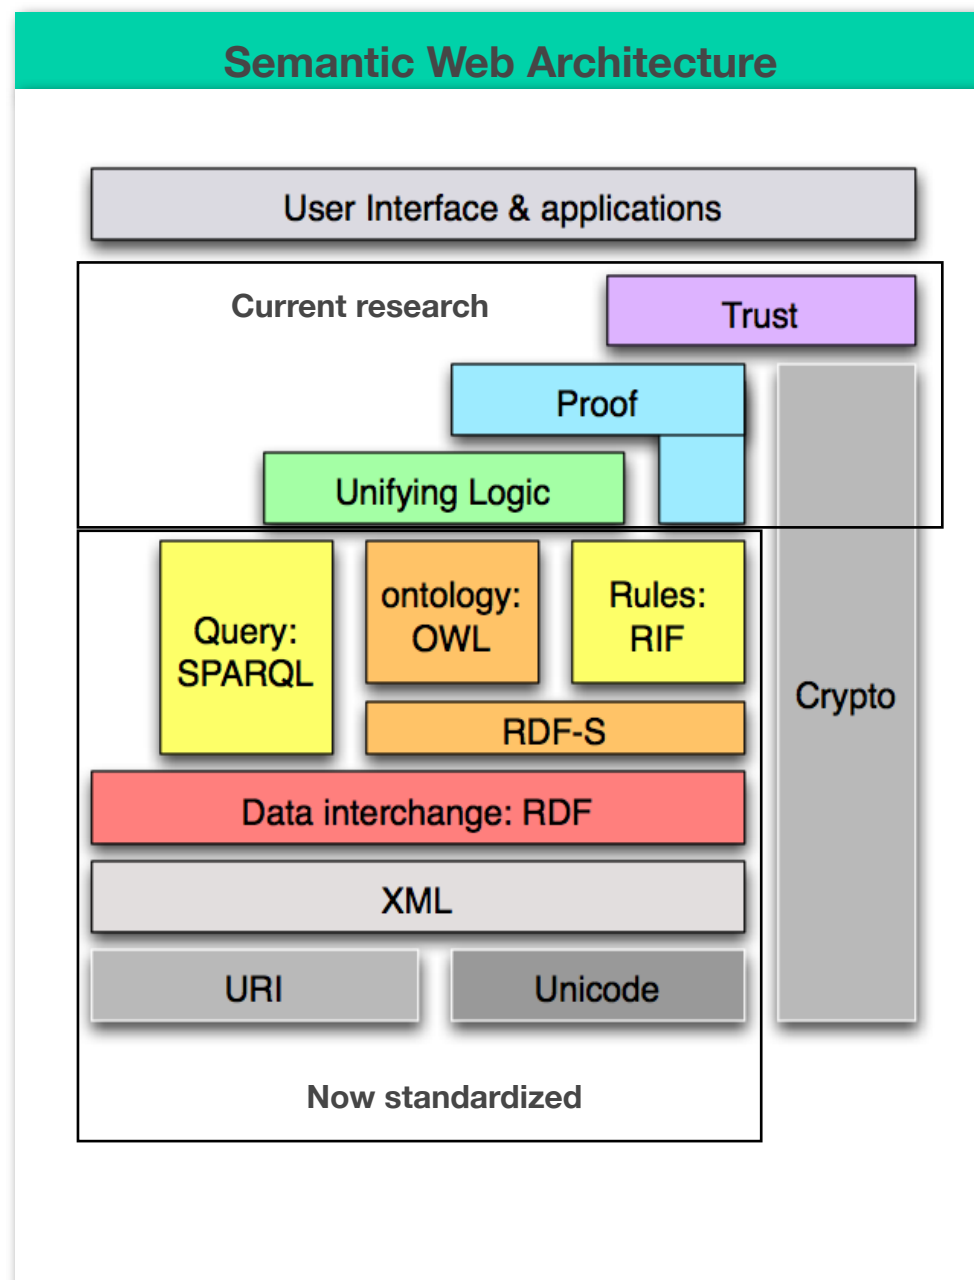 Semantic Web Architecture
User Interface & applications
Current research
Trust
Proof
Unifying Logic
Query:
SPARQL
ontology:
OWL
Rules:
RIF
Crypto
RDF-S
Data interchange: RDF
XML
URI
Unicode
Now standardized